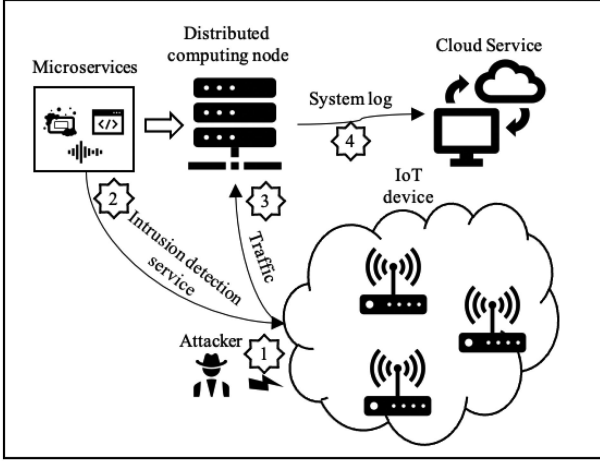 Distributed
computing node
Cloud Service
Microservices
</>
System log
4
2
3
IoT
device
Intrusion detection
service
Traffic
Attacker
1